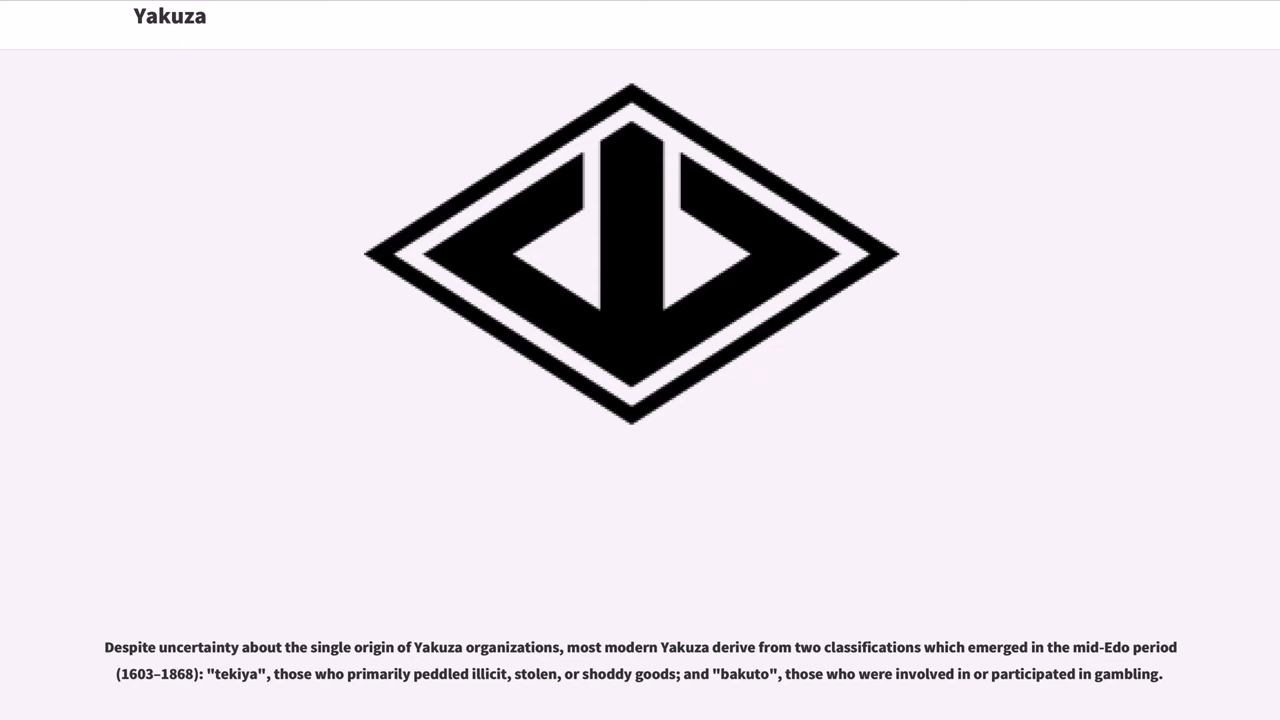 Yakuza
Despite uncertainty about the single origin of Yakuza organizations, most modern Yakuza derive from two classifications which emerged in the mid-Edo period
(1603–1868): "tekiya", those who primarily peddled illicit, stolen, or shoddy goods; and "bakuto", those who were involved in or participated in gambling.